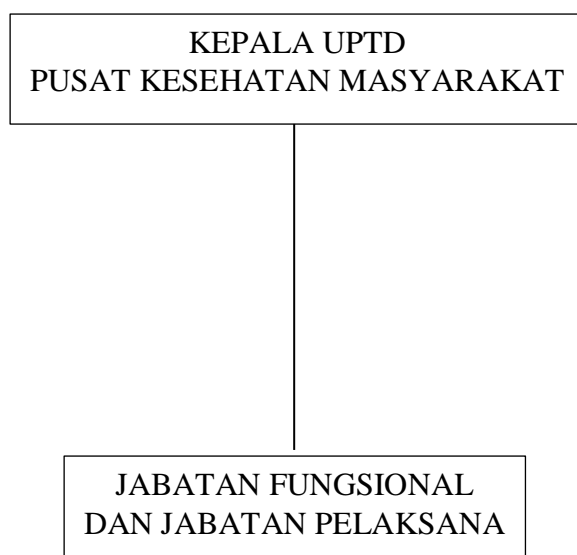 KEPALA UPTD
PUSAT KESEHATAN MASYARAKAT
JABATAN FUNGSIONAL
DAN JABATAN PELAKSANA